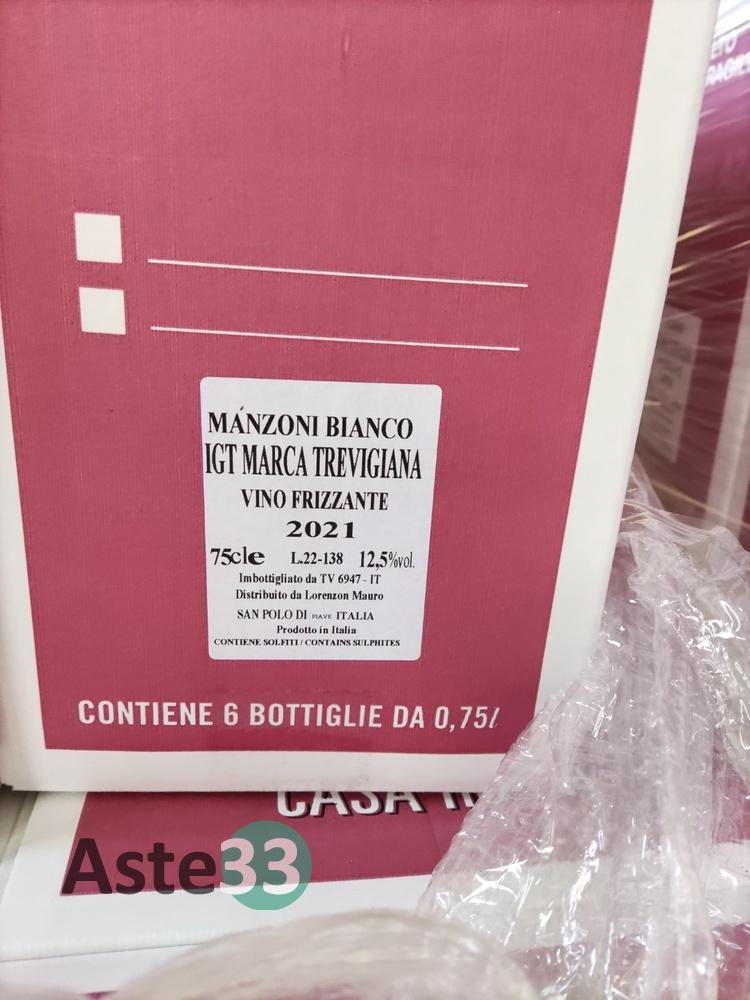 MÁNZONI BIANCO
IGT MARCA TREVIGIANA
VINO FRIZZANTE
2021
75cle L.22-138 12,5%vol.
Imbottigliato da TV 6947 - IT
Distribuito da Lorenzon Mauro
SAN POLO DI PIAVE ITALIA
Prodotto in Italia
CONTIENE SOLFITI / CONTAINS SULPHITES
CONTIENE 6 BOTTIGLIE DA 0,75l
CASA
Aste33